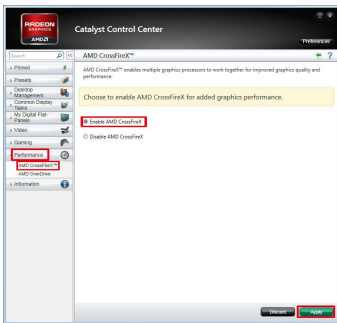 RADEON
GRAPHICS
AMD
Catalyst Control Center
Preferences
Search
AMD CrossFireX™
Pinned
Presets
Desktop
Management
Common Display
Tasks
My Digital Flat-
Panels
Video
Gaming
Performance
AMD CrossFireX™
AMD OverDrive
Information
AMD CrossFireX™ enables multiple graphics processors to work together for improved graphics quality and
performance.
Choose to enable AMD CrossFireX for added graphics performance.
Enable AMD CrossFireX
Disable AMD CrossFireX
Discard
Apply